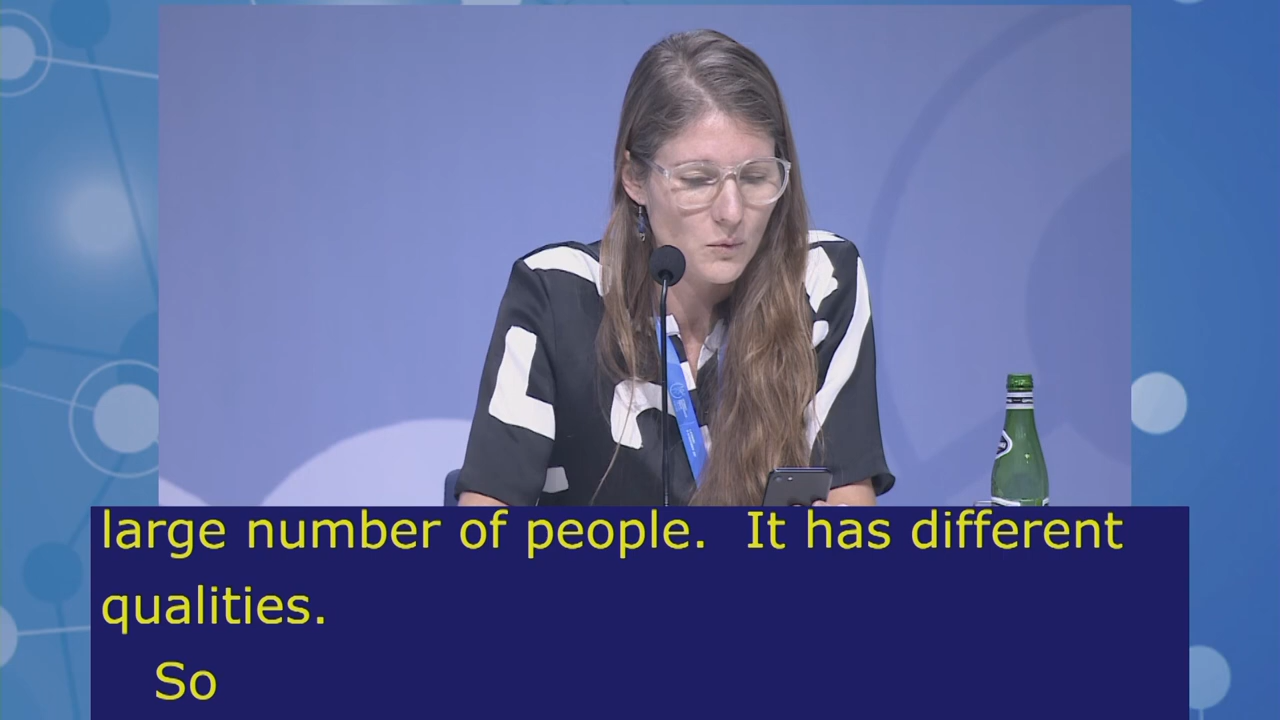 large number of people.  It has different
qualities.
So